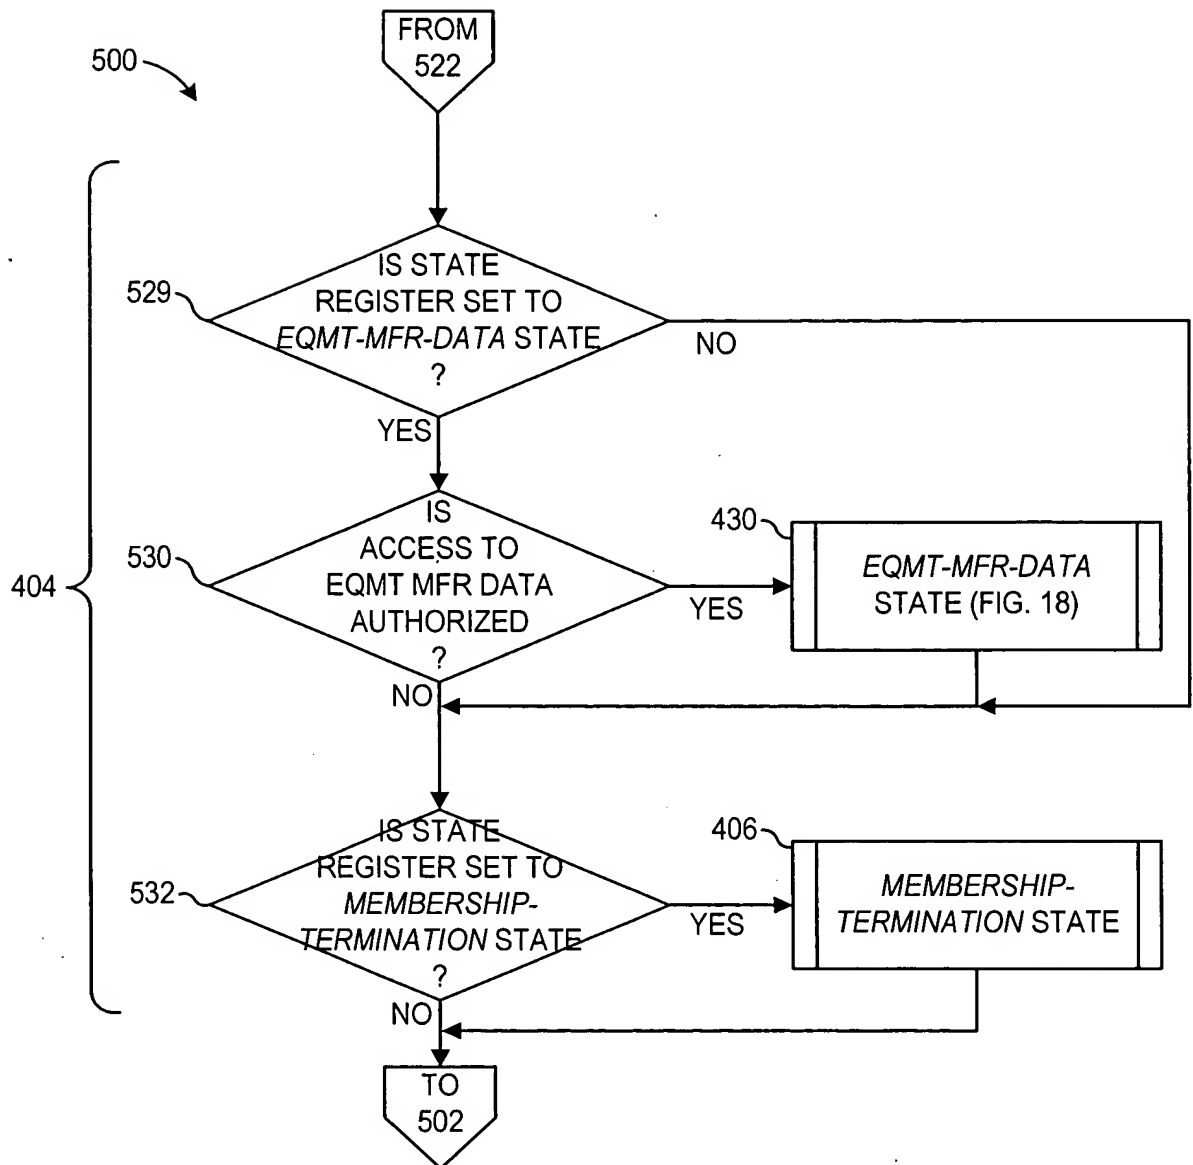 FROM
522
500
IS STATE
REGISTER SET TO
EQMT-MFR-DATA STATE
?
529
NO
YES
IS
ACCESS TO
EQMT MFR DATA
AUTHORIZED
?
530
404
YES
430
EQMT-MFR-DATA
STATE (FIG. 18)
NO
IS STATE
REGISTER SET TO
MEMBERSHIP-
TERMINATION STATE
?
532
YES
406
MEMBERSHIP-
TERMINATION STATE
NO
TO
502